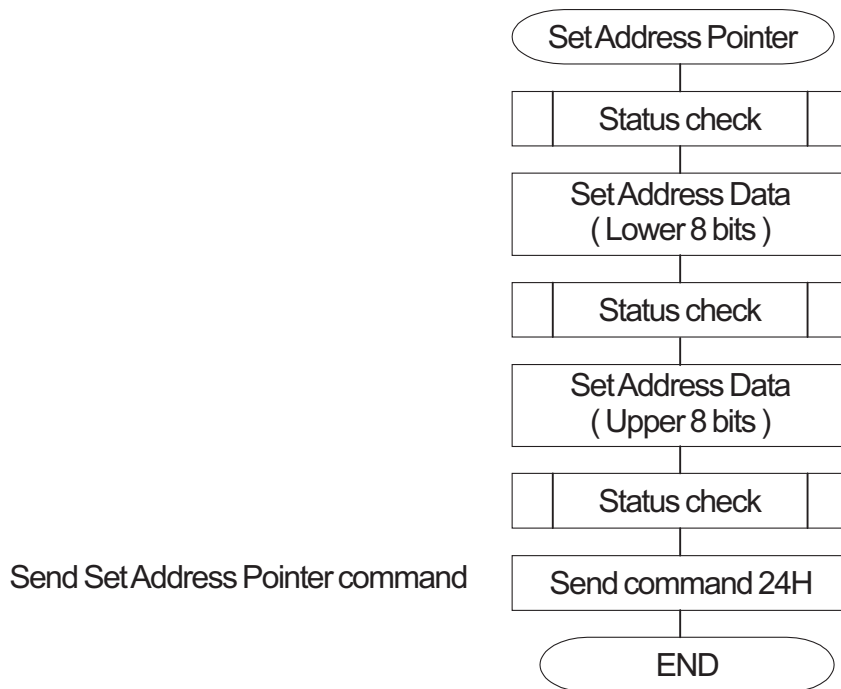 Set Address Pointer
Status check
Set Address Data
( Lower 8 bits )
Status check
Set Address Data
( Upper 8 bits )
Status check
Send Set Address Pointer command
Send command 24H
END